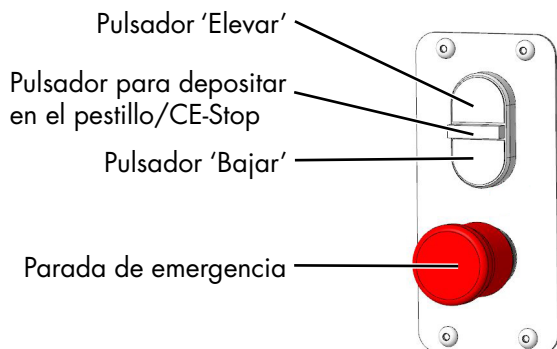 Pulsador ‘Elevar’
Pulsador para depositar
en el pestillo/CE-Stop
Pulsador ‘Bajar’
Parada de emergencia